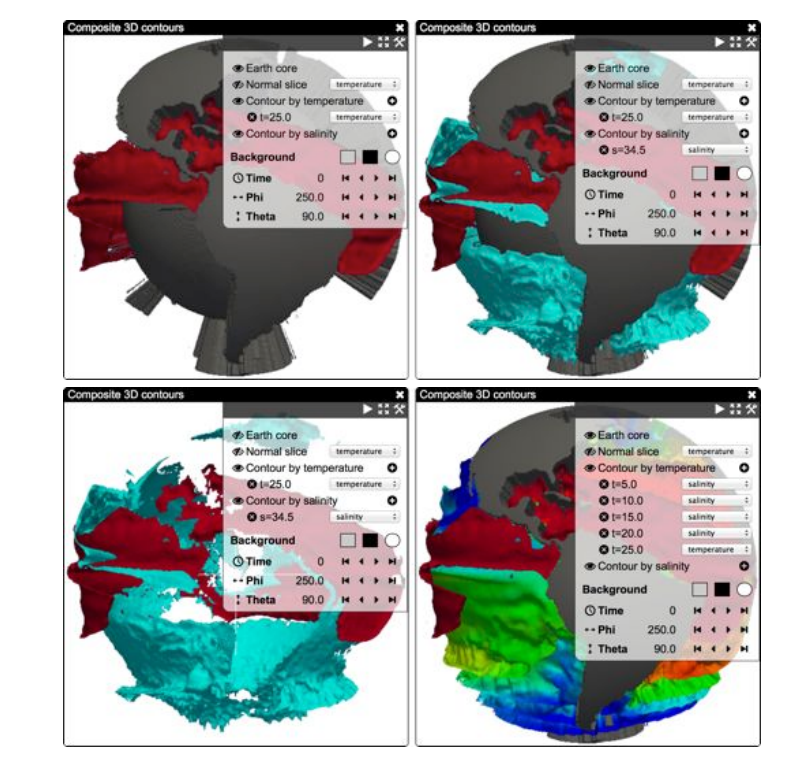 Composite 3D contours
Earth core
Normal slice temperature
Contour by temperature
t=25.0 temperature
Contour by salinity
Background
Time 0
Phi 250.0
Theta 90.0
Composite 3D contours
Earth core
Normal slice temperature
Contour by temperature
t=25.0 temperature
Contour by salinity
s=34.5 salinity
Background
Time 0
Phi 250.0
Theta 90.0
Composite 3D contours
Earth core
Normal slice temperature
Contour by temperature
t=25.0 temperature
Contour by salinity
s=34.5 salinity
Background
Time 0
Phi 250.0
Theta 90.0
Composite 3D contours
Earth core
Normal slice temperature
Contour by temperature
t=5.0 salinity
t=10.0 salinity
t=15.0 salinity
t=20.0 salinity
t=25.0 temperature
Contour by salinity
Background
Time 0
Phi 250.0
Theta 90.0